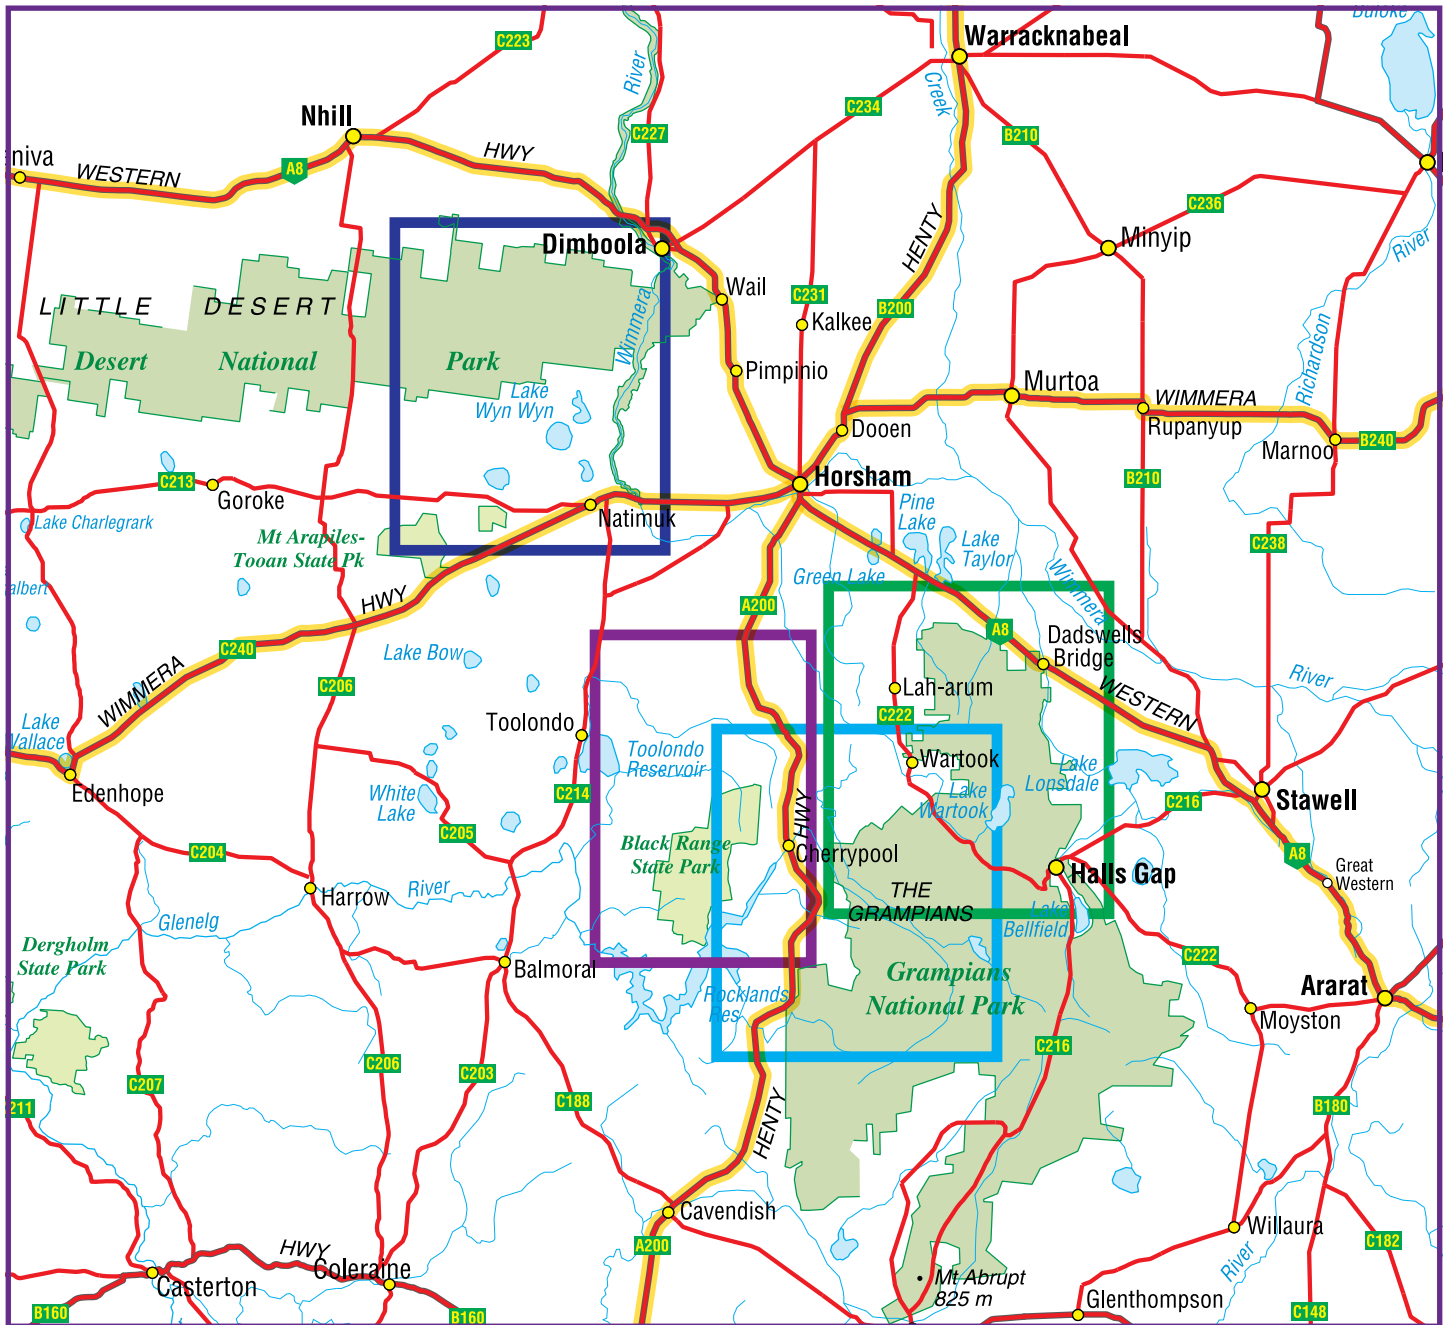 Buloke
Warracknabeal
C223
River
Creek
C234
Nhill
C227
B210
HWY
niva
WESTERN
A8
C236
Minyip
River
HENTY
Dimboola
Wail
C231
B200
Kalkee
LITTLE DESERT
Wimmera
Richardson
Desert National Park
Pimpinio
Lake
Wyn Wyn
Murtoa
WIMMERA
Rupanyup
Dooen
Marnoo
B240
C213
Goroke
Horsham
B210
Natimuk
Pine
Lake
Lake Charlegrark
Mt Arapiles-
Tooan State Pk
Lake
Taylor
C238
Green Lake
Wimmera
albert
HWY
A200
A8
Dadswells
Bridge
C240
Lake Bow
WIMMERA
C206
Lah-arum
River
WESTERN
C222
Lake
Wallace
Toolondo
Toolondo
Reservoir
Wartook
Lake
Lonsdale
Edenhope
White
Lake
C214
HWY
Lake
Wartook
C216
Stawell
C205
Black Range
State Park
Cherrypool
C204
A8
Great
Western
Halls Gap
Harrow
River
THE
GRAMPIANS
Glenelg
Lake
Bellfield
Dergholm
State Park
Balmoral
C222
Grampians
National Park
Ararat
Rocklands
Res
Moyston
C216
C206
C203
C207
C188
211
B180
HENTY
Cavendish
Willaura
A200
C182
HWY
Casterton
Coleraine
River
Mt Abrupt
825 m
Glenthompson
B160
B160
C148